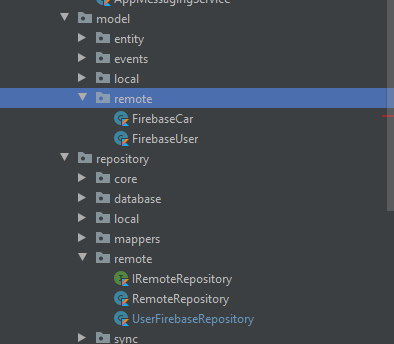 AppMessagingService
model
entity
events
local
remote
FirebaseCar
FirebaseUser
repository
core
database
local
mappers
remote
IRemoteRepository
RemoteRepository
UserFirebaseRepository
sync